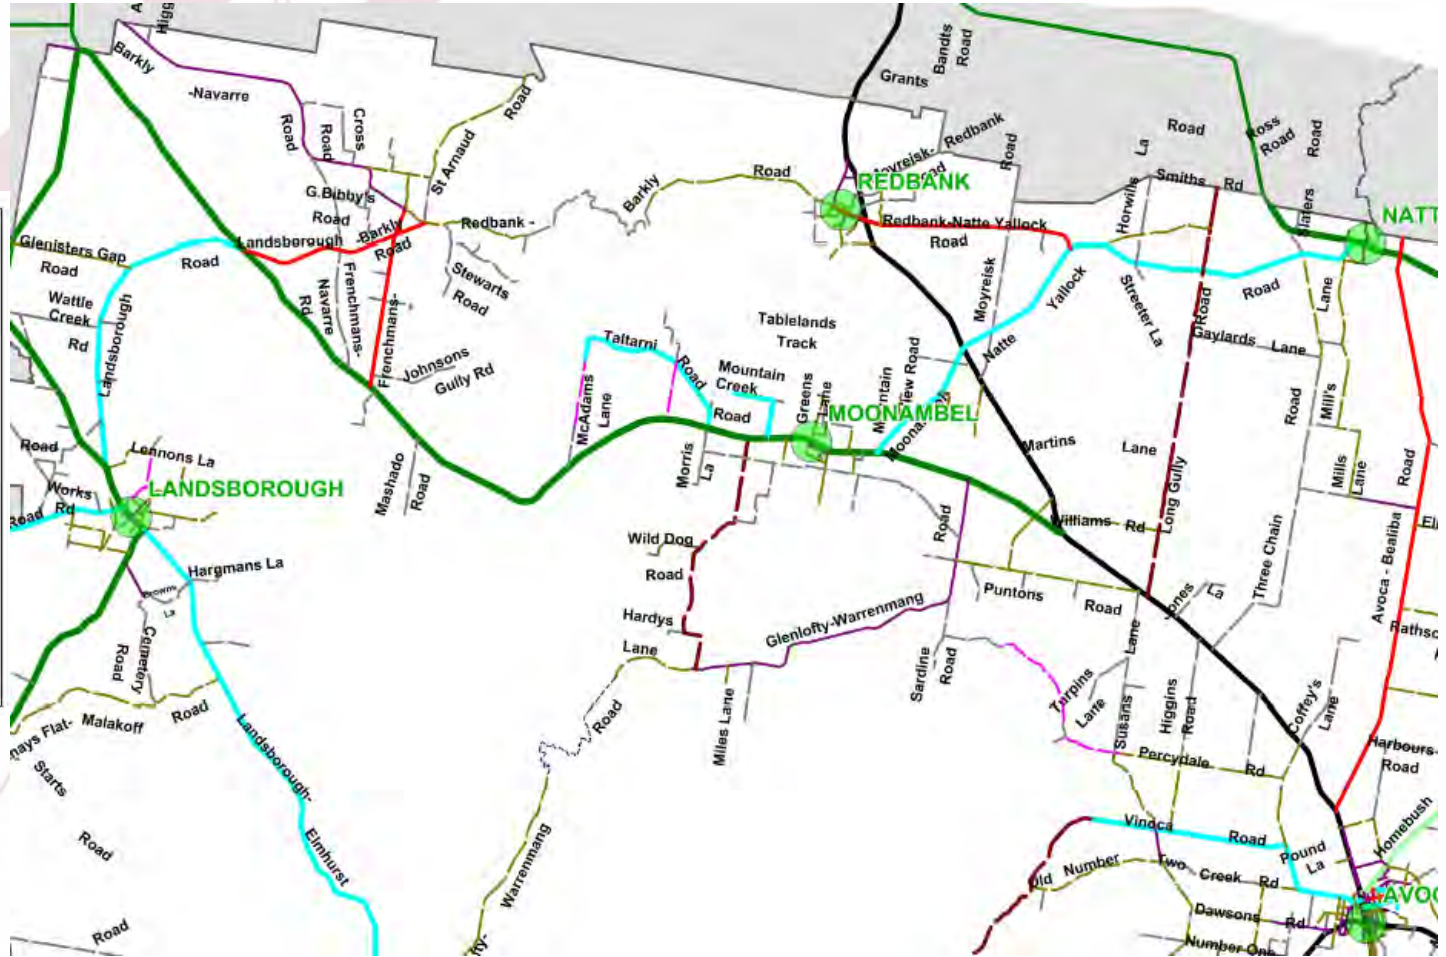 Higg
Grants
Bandts
Road
Barkly
-Navarre
Road
Cross
Road
St Arnaud
Road
G.Bibby's
Road
Landsborough
-Barkly
Road
Redbank -
Barkly
Road
REDBANK
Moyreisk-
Redbank
Road
Road
Redbank-Natte Yallock
Road
Moyreisk
Horwills
La
Road
Smiths
Rd
Ross
Road
Road
Slaters
NATT
Glenisters Gap
Road
Road
Wattle
Creek
Rd
Landsborough
Navarre
Rd
Frenchmans-
Frenchmans-
Stewarts
Road
Johnsons
Gully Rd
Taltarni
Road
McAdams
Lane
Tablelands
Track
Mountain
Creek
Road
Greens
Lane
MOONAMBEL
Mountain
View Road
Natte
Yallock
Streeter La
Road
Gaylards
Lane
Road
Lane
Mill's
Road
Mills
Lane
Martins
Lane
Long Gully
Williams
Rd
Road
Lennons La
Works
Rd
Road
LANDSBOROUGH
Hargmans La
Browns
La
Cemetery
Road
Mashado
Road
Morris
La
Wild Dog
Road
Hardys
Lane
Glenlofty-Warrenmang
Road
Puntons
Road
Jones
La
Three Chain
Avoca - Bealiba
Road
Sardine
Road
Miles Lane
Road
Turpins
Lane
Lane
Susans
Higgins
Road
Coffey's
Lane
Percydale
Rd
Harbours-
Road
Homebush
Malakoff
Road
Starts
Road
Road
Landsborough-
Elmhurst
Warrenmang
Vinoca
Road
Pound
La
Old Number
Two
Creek
Rd
Dawsons
Rd
Number One